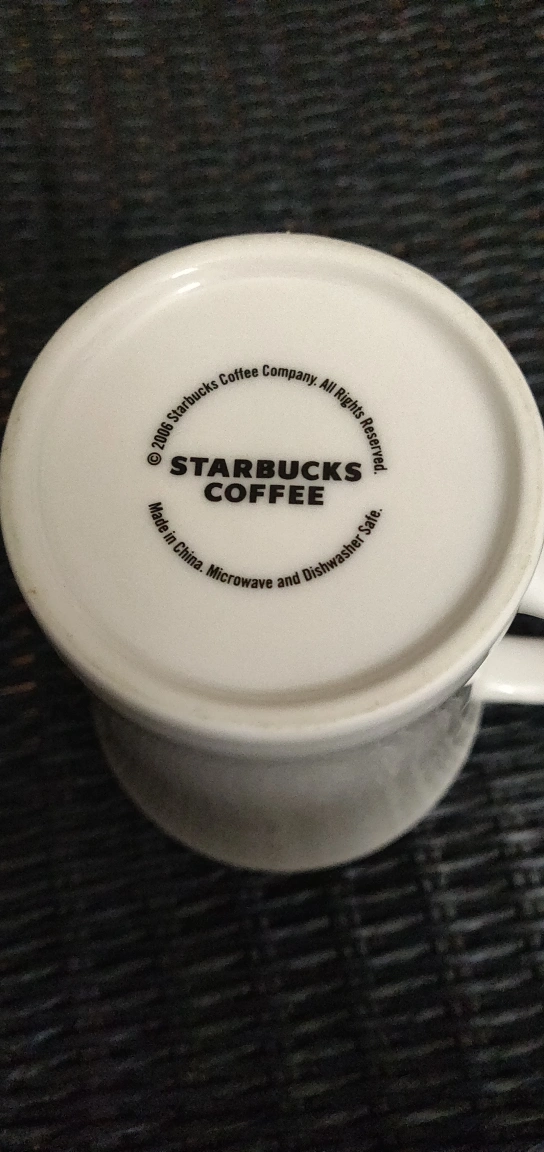 © 2006 Starbucks Coffee Company. All Rights Reserved.
STARBUCKS
COFFEE
Made in China. Microwave and Dishwasher Safe.